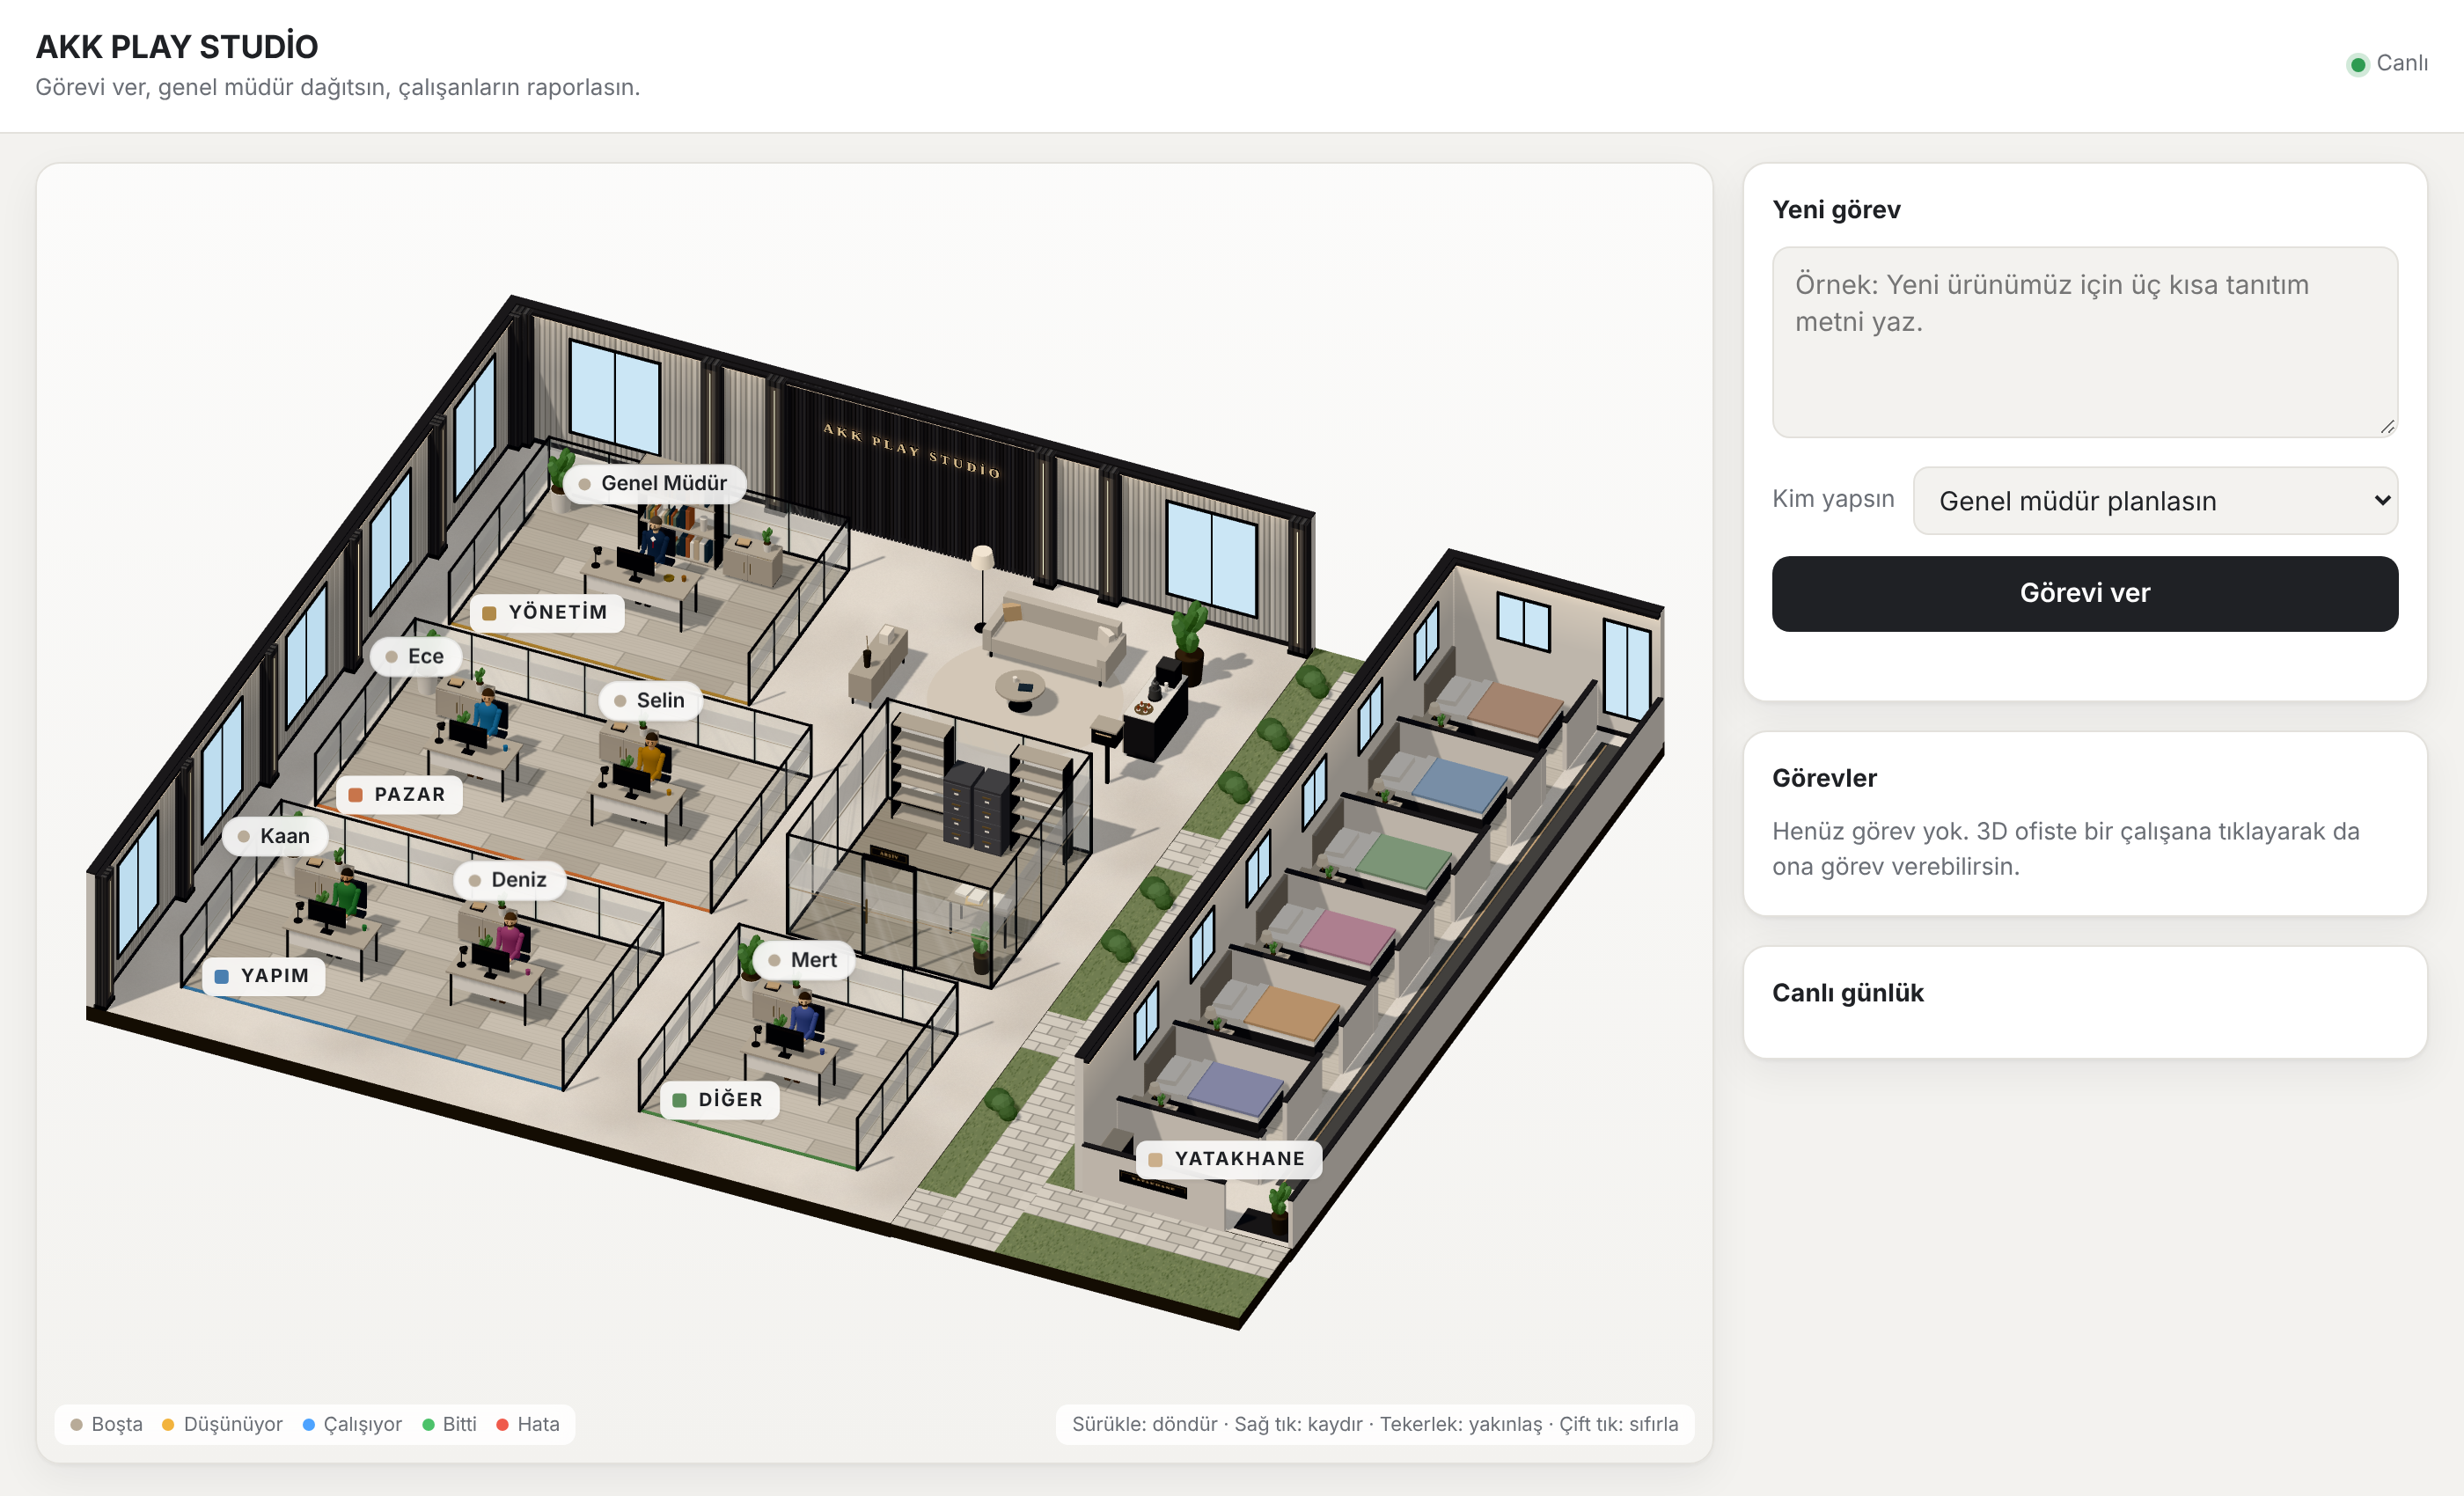 AKK PLAY STUDİO
Görevi ver, genel müdür dağıtsın, çalışanların raporlasın.
Canlı
AKK PLAY STUDİO
Genel Müdür
YÖNETİM
Ece
Selin
PAZAR
Kaan
Deniz
YAPIM
Mert
DİĞER
YATAKHANE
Boşta
Düşünüyor
Çalışıyor
Bitti
Hata
Sürükle: döndür · Sağ tık: kaydır · Tekerlek: yakınlaş · Çift tık: sıfırla
Yeni görev
Örnek: Yeni ürünümüz için üç kısa tanıtım
metni yaz.
Kim yapsın
Genel müdür planlasın
Görevi ver
Görevler
Henüz görev yok. 3D ofiste bir çalışana tıklayarak da
ona görev verebilirsin.
Canlı günlük